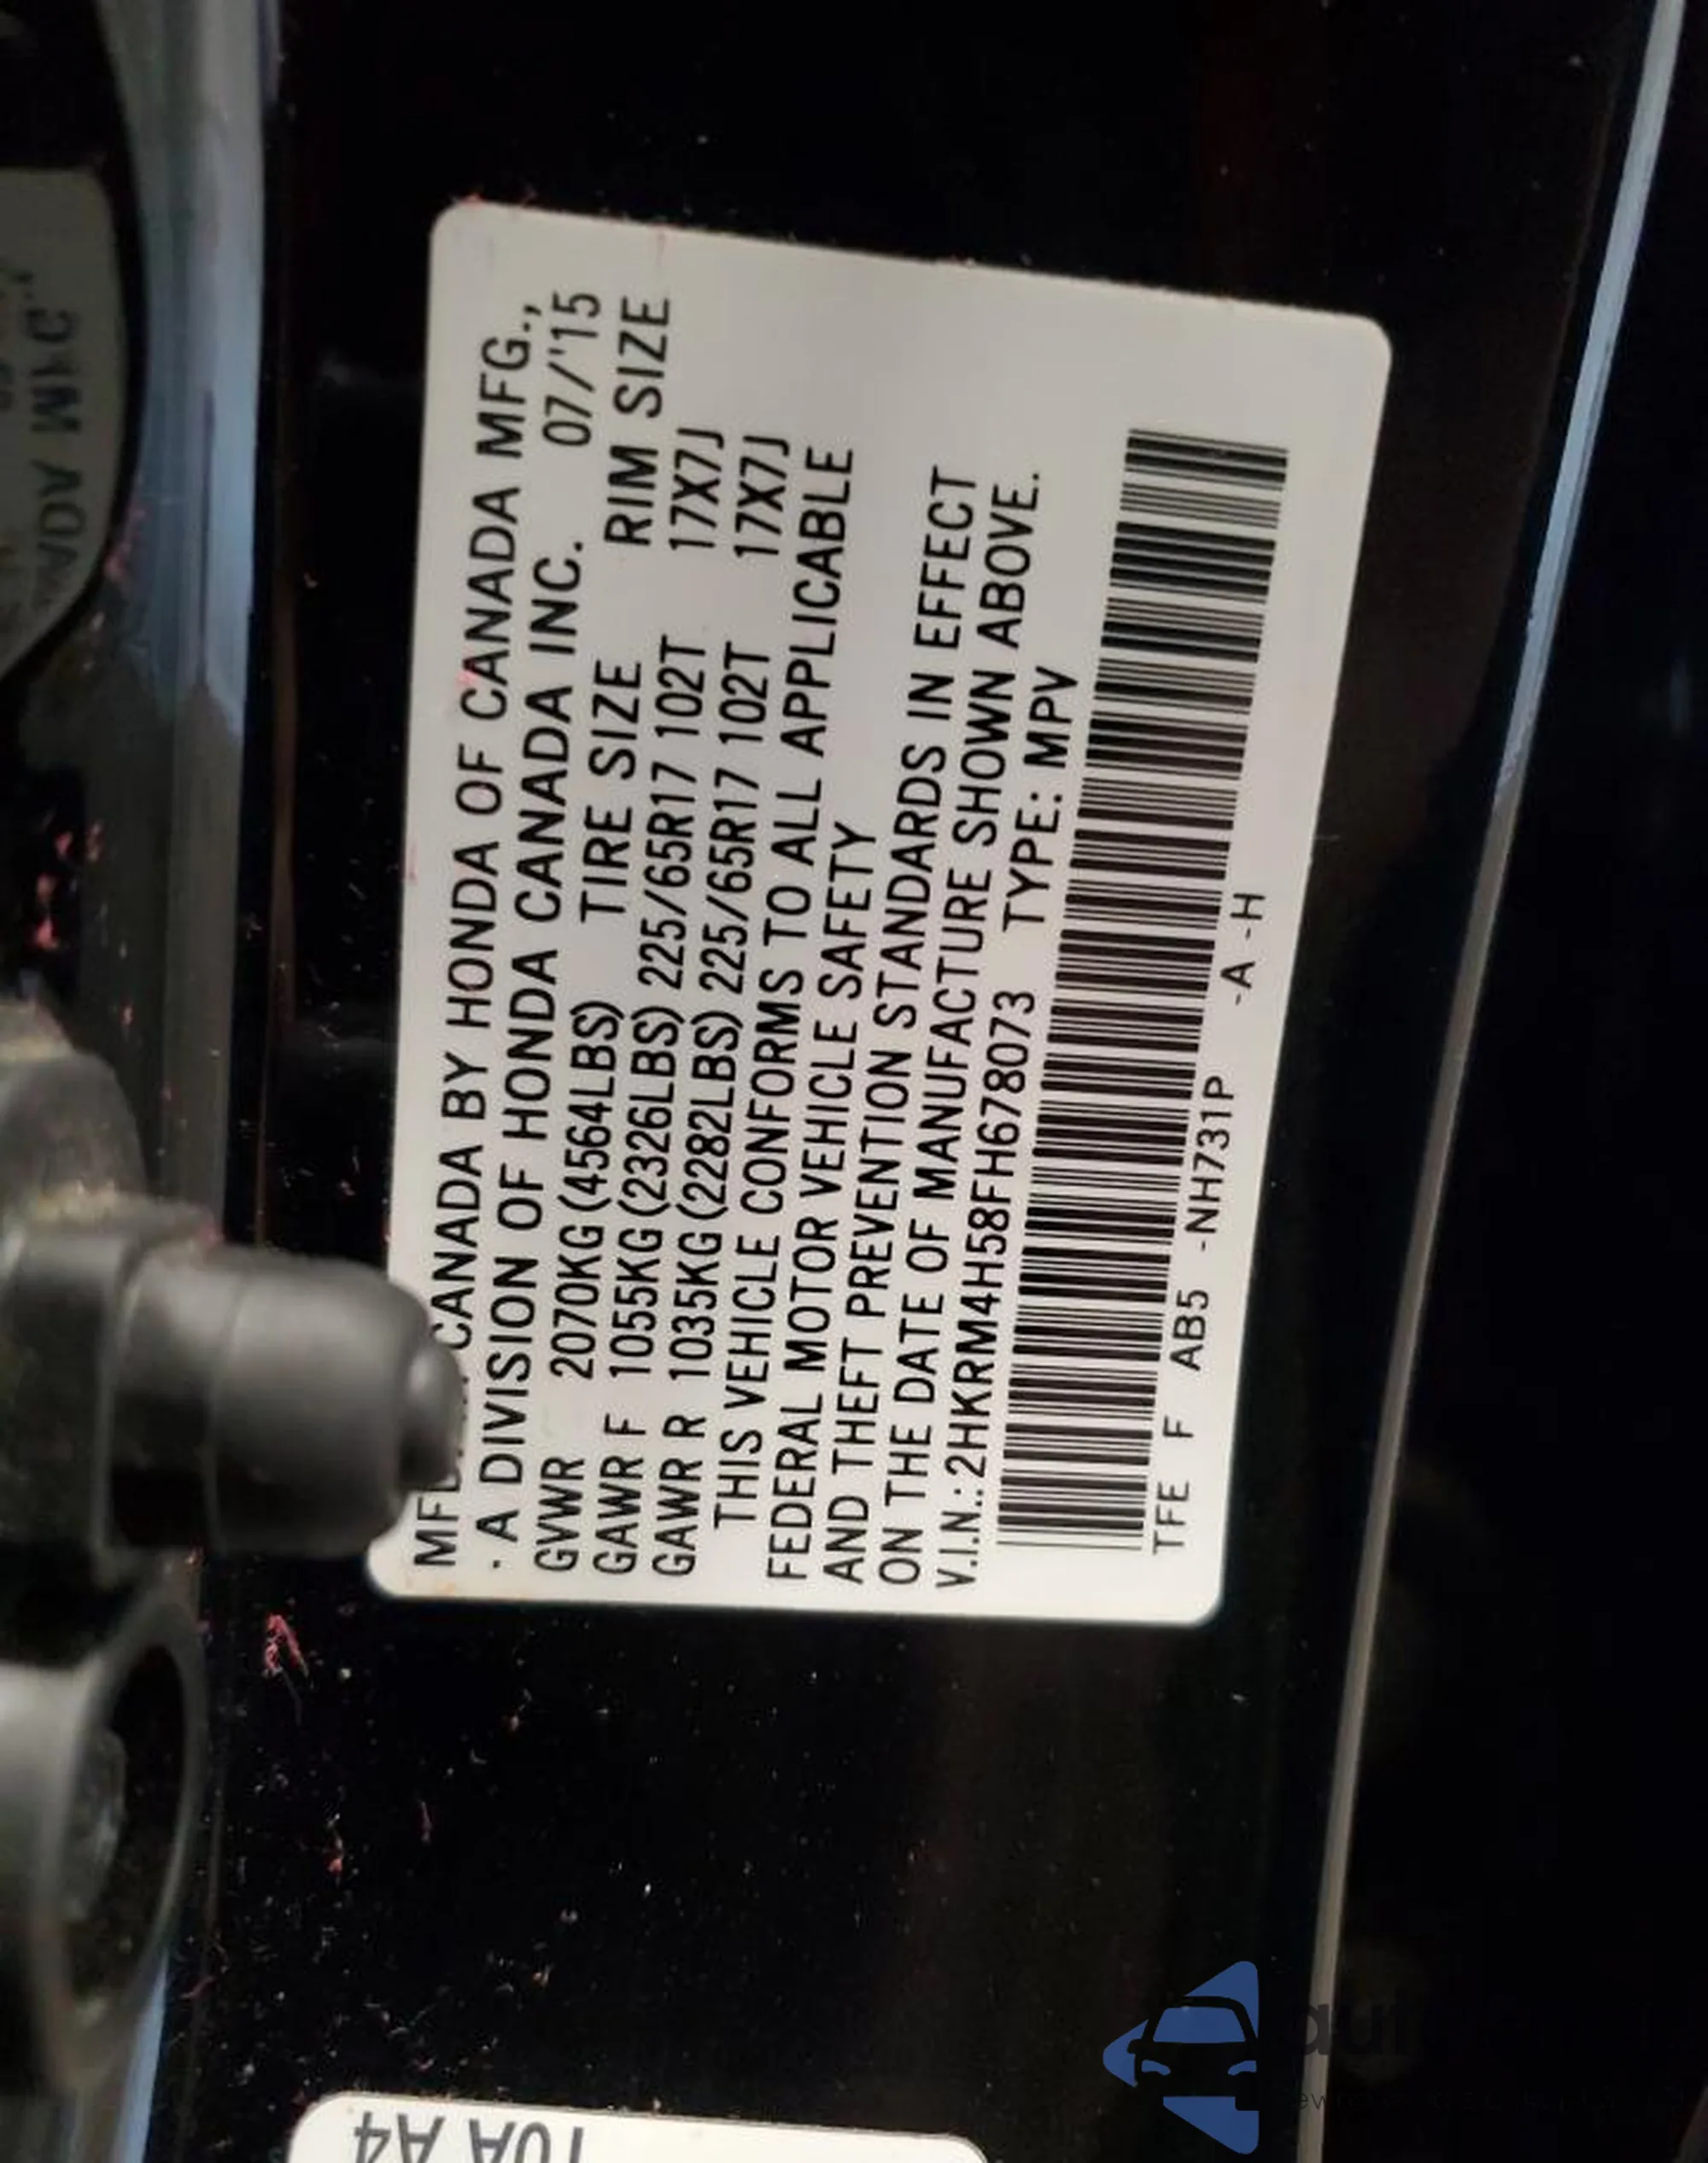 CANADA BY HONDA OF CANADA MFG.,
A DIVISION OF HONDA CANADA INC. 07/'15
GVWR 2070KG (4564LBS) TIRE SIZE RIM SIZE
GAWR F 1055KG (2326LBS) 225/65R17 102T 17X7J
GAWR R 1035KG (2282LBS) 225/65R17 102T 17X7J
THIS VEHICLE CONFORMS TO ALL APPLICABLE
FEDERAL MOTOR VEHICLE SAFETY
AND THEFT PREVENTION STANDARDS IN EFFECT
ON THE DATE OF MANUFACTURE SHOWN ABOVE.
V.I.N.: 2HKRM4H58FH678073 TYPE: MPV
TFE F AB5 -NH731P -A -H